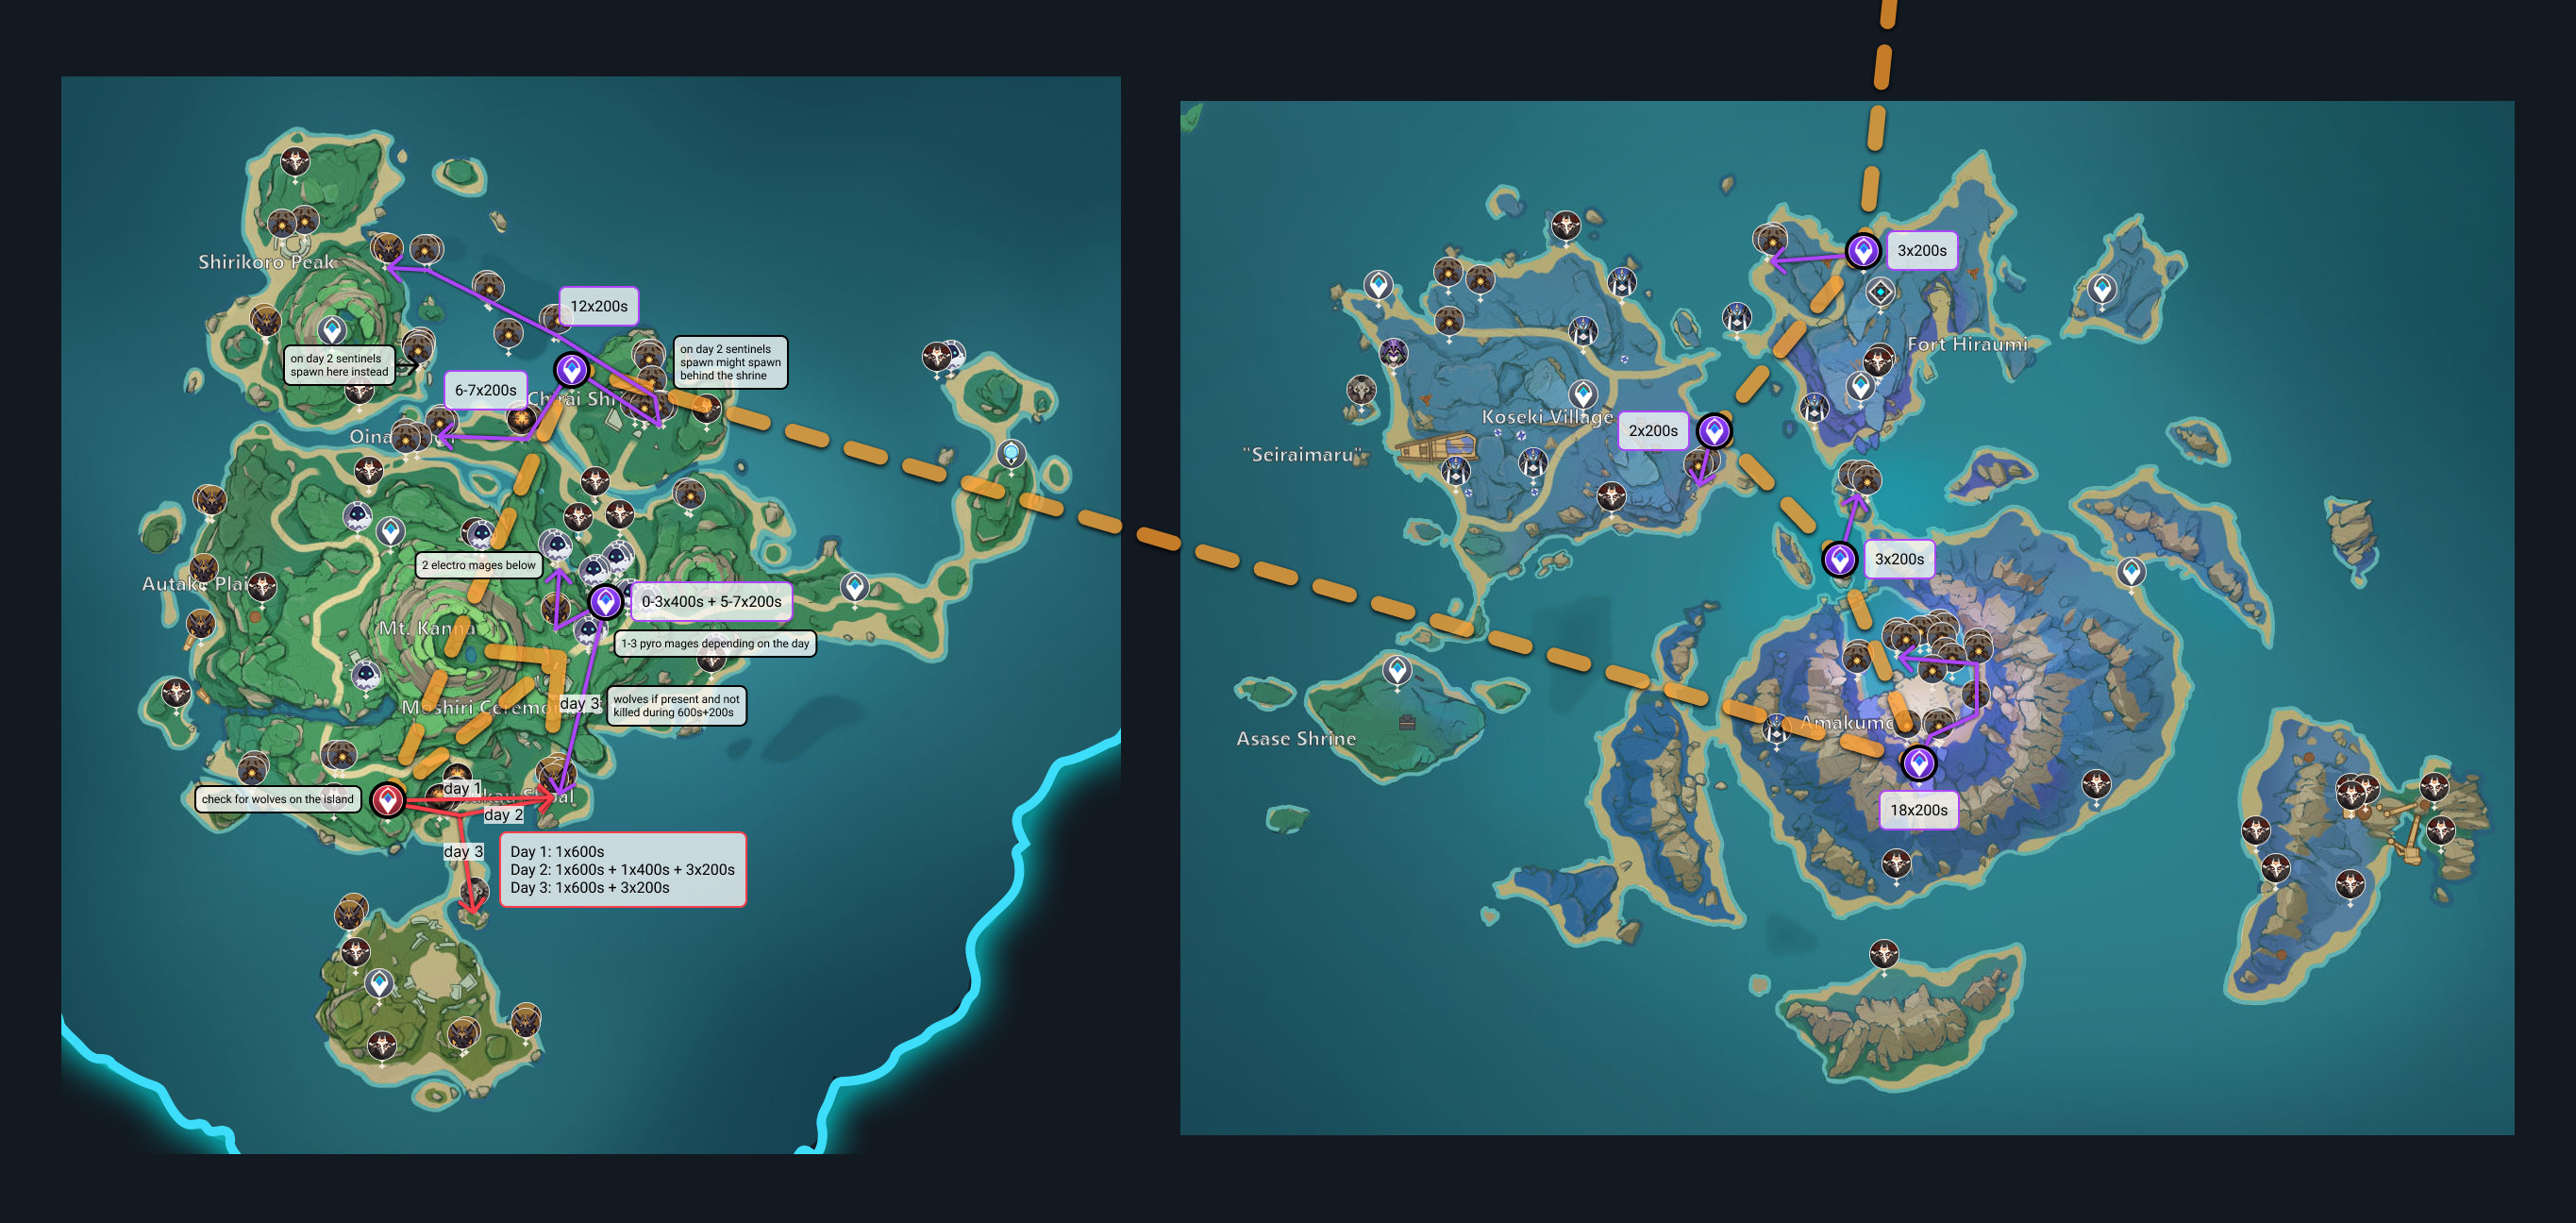 Shirikoro Peak
12x200s
on day 2 sentinels
spawn here instead
on day 2 sentinels
spawn might spawn
behind the shrine
6-7x200s
2 electro mages below
Mt. Kanna
0-3x400s + 5-7x200s
1-3 pyro mages depending on the day
wolves if present and not
killed during 600s+200s
day 3
check for wolves on the island
day 1
day 2
day 3
Day 1: 1x600s
Day 2: 1x600s + 1x400s + 3x200s
Day 3: 1x600s + 3x200s
3x200s
Fort Hiraumi
Koseki Village
2x200s
"Seiraimaru"
3x200s
Asase Shrine
18x200s